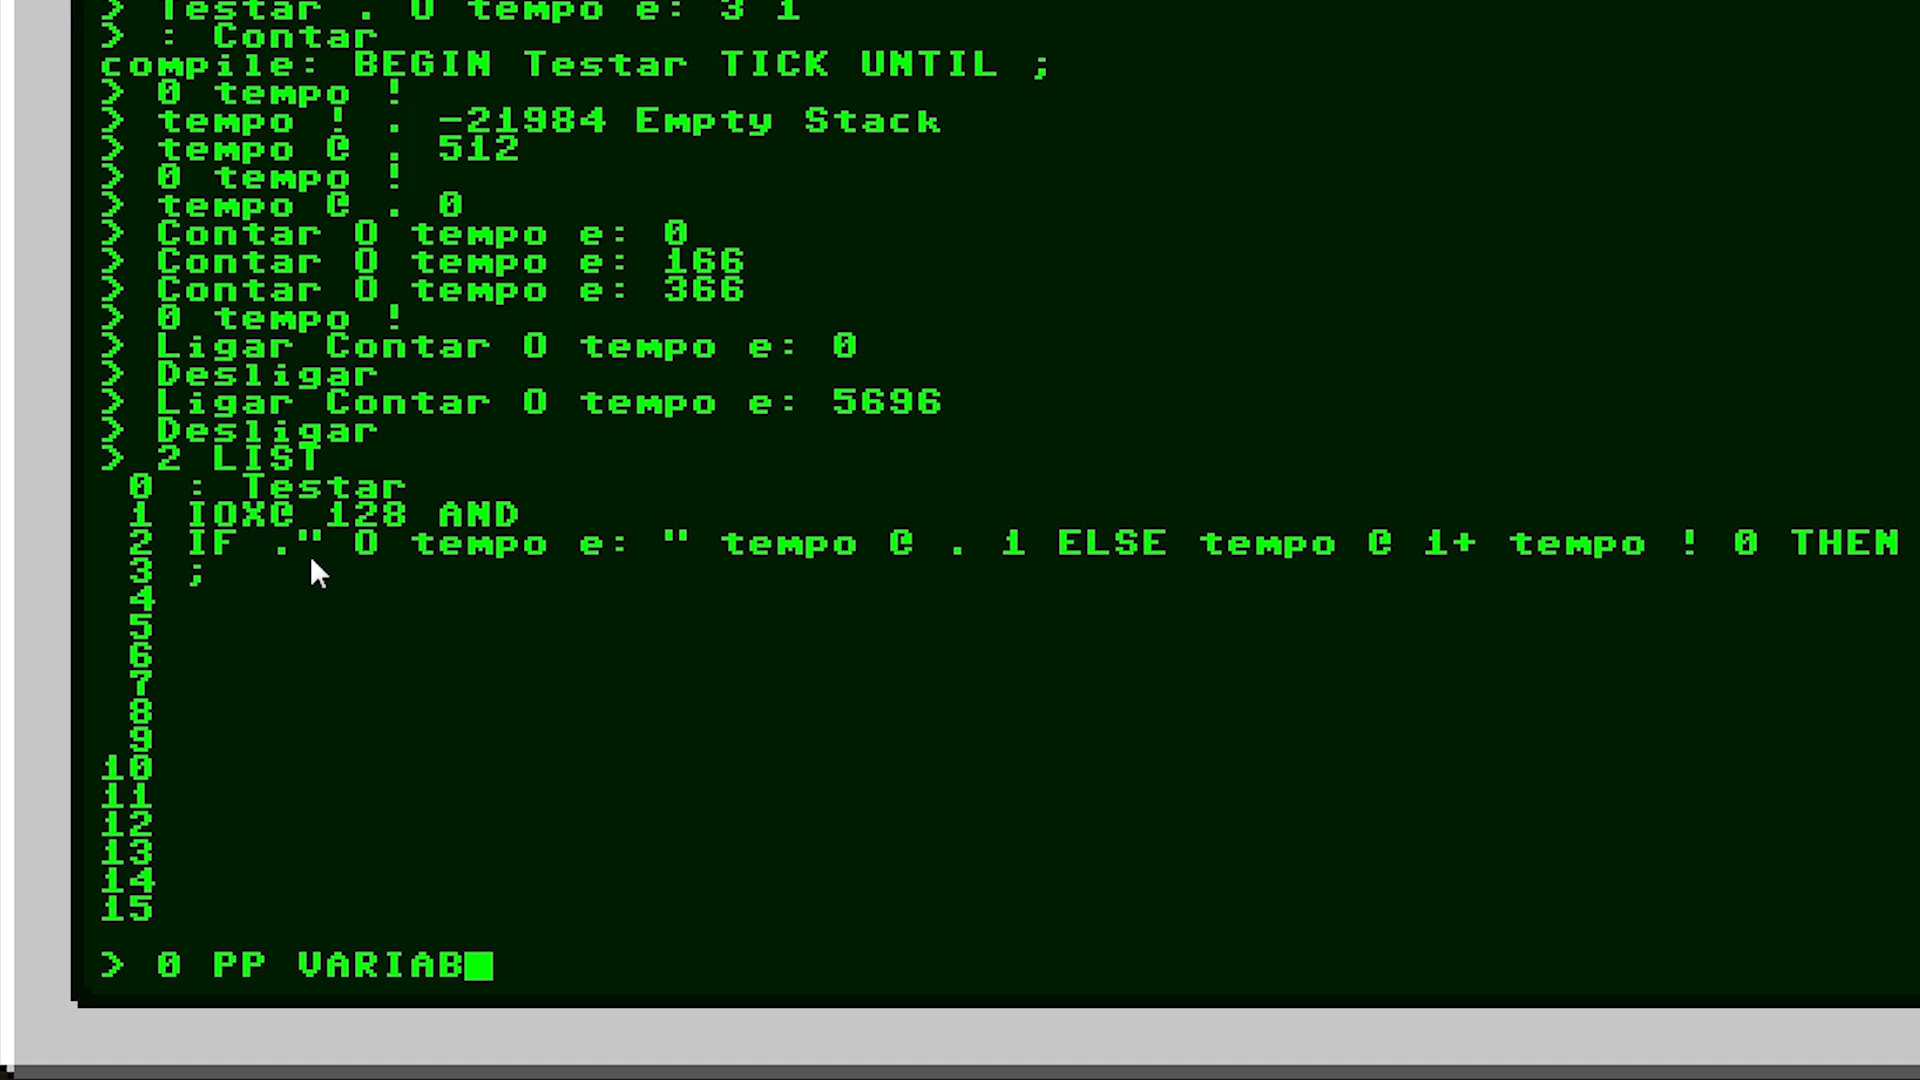 > Testar . O tempo e: 3 1
> : Contar
compile: BEGIN Testar TICK UNTIL ;
> 0 tempo !
> tempo ! . -21984 Empty Stack
> tempo @ . 512
> 0 tempo !
> tempo @ . 0
> Contar O tempo e: 0
> Contar O tempo e: 166
> Contar O tempo e: 366
> 0 tempo !
> Ligar Contar O tempo e: 0
> Desligar
> Ligar Contar O tempo e: 5696
> Desligar
> 2 LIST
0 : Testar
1 IOX@ 128 AND
2 IF ." O tempo e: " tempo @ . 1 ELSE tempo @ 1+ tempo ! 0 THEN
3 ;
4
5
6
7
8
9
10
11
12
13
14
15
> 0 PP VARIAB